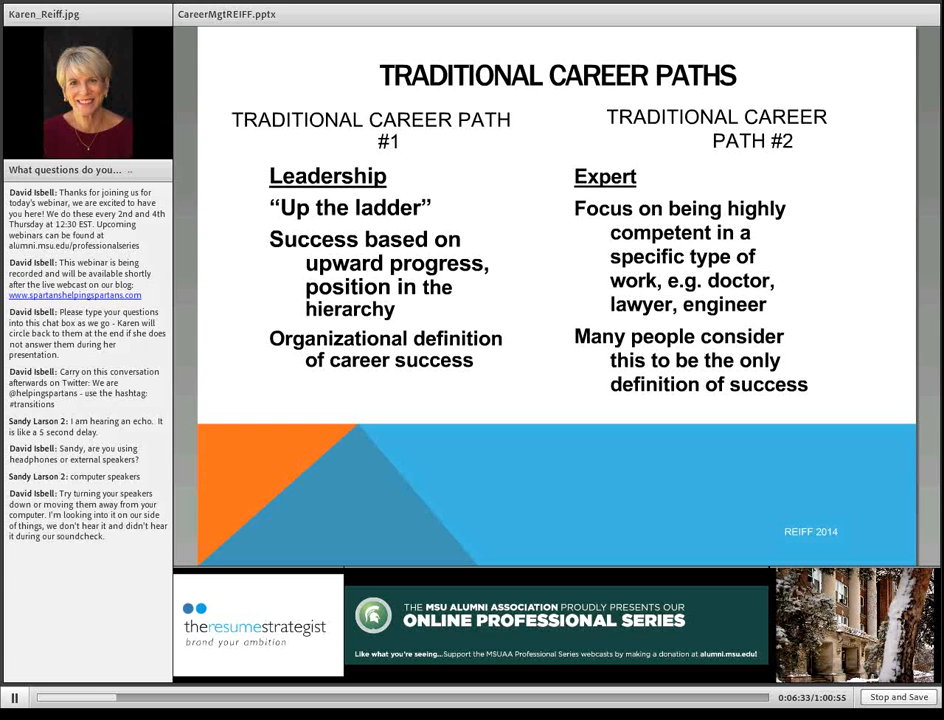 Karen_Reiff.jpg
CareerMgtREIFF.pptx
What questions do you... ..
David Isbell: Thanks for joining us for
today's webinar, we are excited to have
you here! We do these every 2nd and 4th
Thursday at 12:30 EST. Upcoming
webinars can be found at
alumni.msu.edu/professionalseries
David Isbell: This webinar is being
recorded and will be available shortly
after the live webcast on our blog:
www.spartanshelpingspartans.com
David Isbell: Please type your questions
into this chat box as we go - Karen will
circle back to them at the end if she does
not answer them during her
presentation.
David Isbell: Carry on this conversation
afterwards on Twitter: We are
@helpingspartans - use the hashtag:
#transitions
Sandy Larson 2: I am hearing an echo. It
is like a 5 second delay.
David Isbell: Sandy, are you using
headphones or external speakers?
Sandy Larson 2: computer speakers
David Isbell: Try turning your speakers
down or moving them away from your
computer. I'm looking into it on our side
of things, we don't hear it and didn't hear
it during our soundcheck.
TRADITIONAL CAREER PATHS
TRADITIONAL CAREER PATH
#1
Leadership
“Up the ladder”
Success based on
upward progress,
position in the
hierarchy
Organizational definition
of career success
TRADITIONAL CAREER
PATH #2
Expert
Focus on being highly
competent in a
specific type of
work, e.g. doctor,
lawyer, engineer
Many people consider
this to be the only
definition of success
REIFF 2014
theresumestrategist
brand your ambition
THE MSU ALUMNI ASSOCIATION PROUDLY PRESENTS OUR
ONLINE PROFESSIONAL SERIES
Like what you're seeing...Support the MSUAA Professional Series webcasts by making a donation at alumni.msu.edu!
0:06:33/1:00:55
Stop and Save